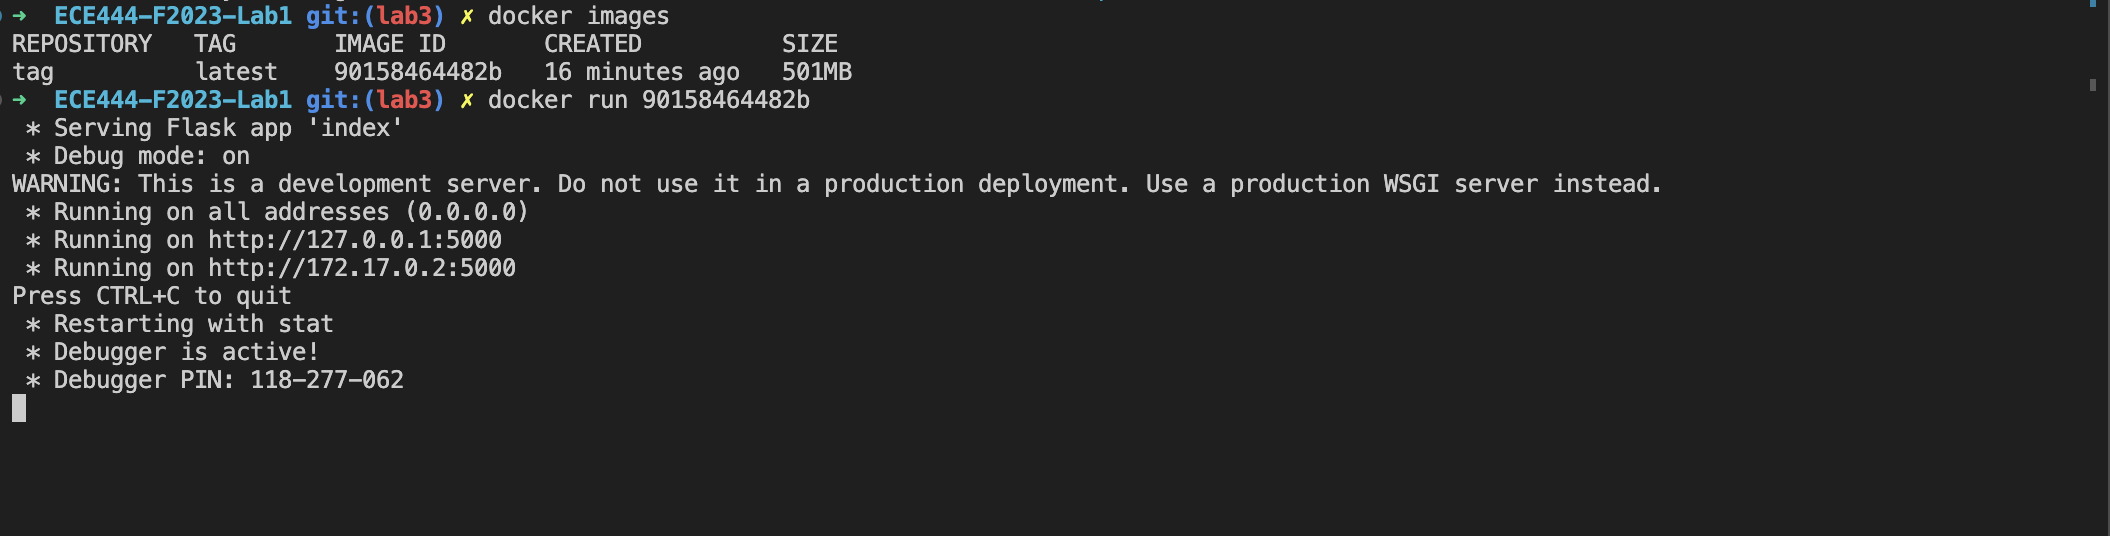 ➜  ECE444-F2023-Lab1 git:(lab3) ✗ docker images
REPOSITORY   TAG       IMAGE ID       CREATED          SIZE
tag          latest    90158464482b   16 minutes ago   501MB
➜  ECE444-F2023-Lab1 git:(lab3) ✗ docker run 90158464482b
 * Serving Flask app 'index'
 * Debug mode: on
WARNING: This is a development server. Do not use it in a production deployment. Use a production WSGI server instead.
 * Running on all addresses (0.0.0.0)
 * Running on http://127.0.0.1:5000
 * Running on http://172.17.0.2:5000
Press CTRL+C to quit
 * Restarting with stat
 * Debugger is active!
 * Debugger PIN: 118-277-062